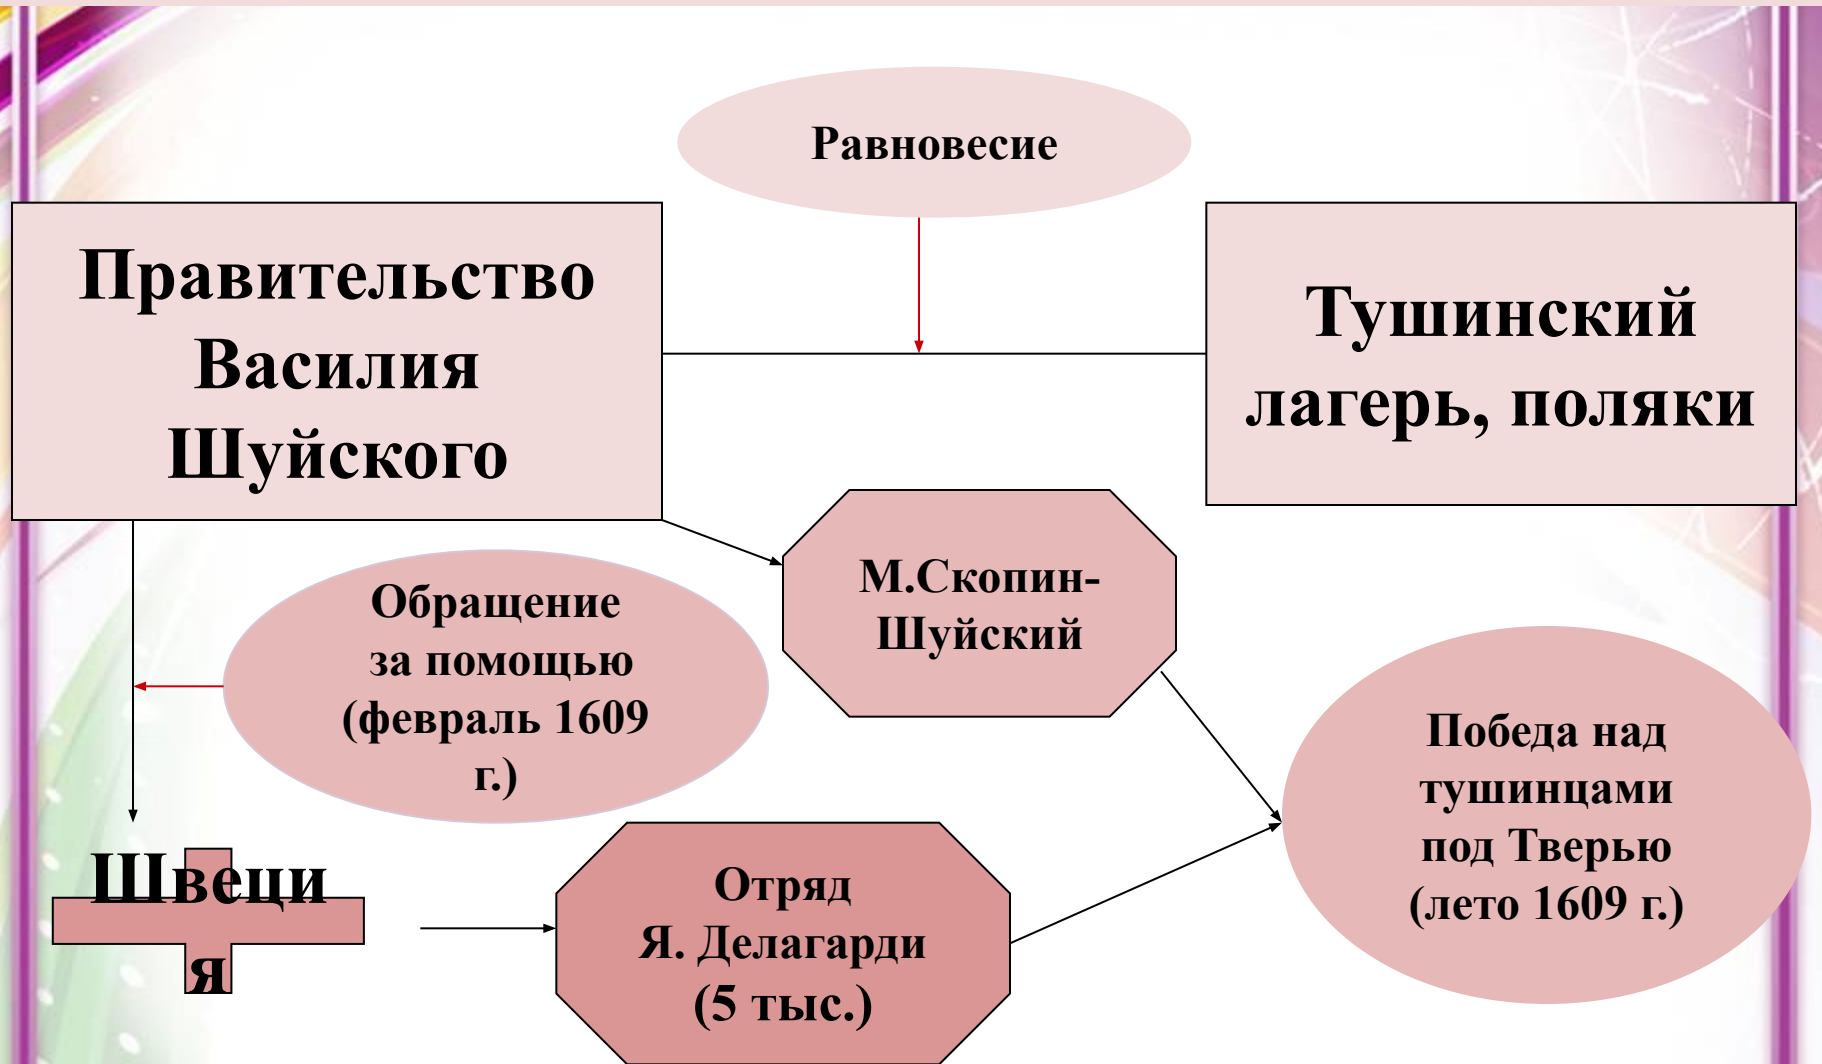 Равновесие
Правительство
Василия
Шуйского
Тушинский
лагерь, поляки
М.Скопин-
Шуйский
Обращение
за помощью
(февраль 1609
г.)
Победа над
тушинцами
под Тверью
(лето 1609 г.)
Швеци
я
Отряд
Я. Делагарди
(5 тыс.)